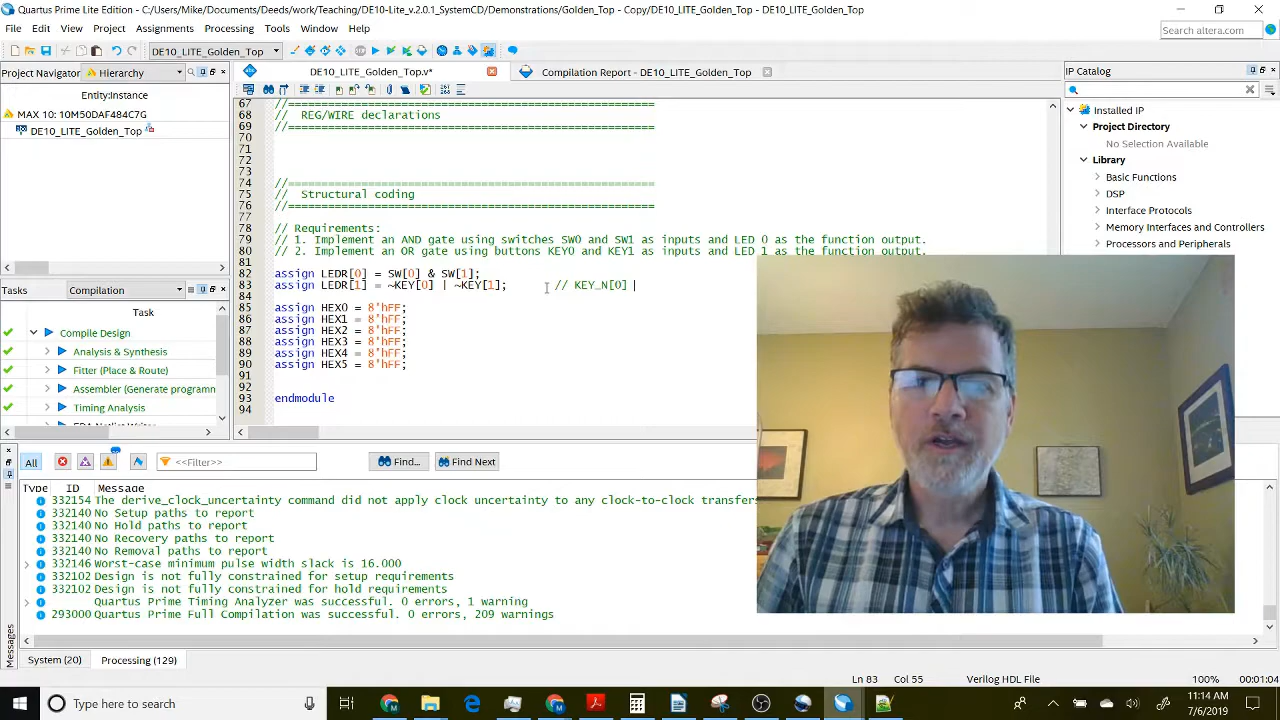 Quartus Prime Lite Edition - C:/Users/Mike/Documents/Deeds/work/Teaching/DE10-Lite_v.2.0.1_SystemCD/Demonstrations/Golden_Top - Copy/DE10_LITE_Golden_Top - DE10_LITE_Golden_Top
File Edit View Project Assignments Processing Tools Window Help
Search altera.com
DE10_LITE_Golden_Top
Project Navigator Hierarchy
DE10_LITE_Golden_Top.v*
Compilation Report - DE10_LITE_Golden_Top
IP Catalog
Entity:Instance
MAX 10: 10M50DAF484C7G
DE10_LITE_Golden_Top
67 //=======================================================
68 // REG/WIRE declarations
69 //=======================================================
70
71
72
73
74 //=======================================================
75 // Structural coding
76 //=======================================================
77
78 // Requirements:
79 // 1. Implement an AND gate using switches SW0 and SW1 as inputs and LED 0 as the function output.
80 // 2. Implement an OR gate using buttons KEY0 and KEY1 as inputs and LED 1 as the function output.
81
82 assign LEDR[0] = SW[0] & SW[1];
83 assign LEDR[1] = ~KEY[0] | ~KEY[1]; // KEY_N[0]
84
85 assign HEX0 = 8'hFF;
86 assign HEX1 = 8'hFF;
87 assign HEX2 = 8'hFF;
88 assign HEX3 = 8'hFF;
89 assign HEX4 = 8'hFF;
90 assign HEX5 = 8'hFF;
91
92
93 endmodule
94
Installed IP
Project Directory
No Selection Available
Library
Basic Functions
DSP
Interface Protocols
Memory Interfaces and Controllers
Processors and Peripherals
Tasks Compilation
Task
Compile Design
Analysis & Synthesis
Fitter (Place & Route)
Assembler (Generate programm
Timing Analysis
All
<<Filter>>
Find...
Find Next
Type ID Message
332154 The derive_clock_uncertainty command did not apply clock uncertainty to any clock-to-clock transfers
332140 No Setup paths to report
332140 No Hold paths to report
332140 No Recovery paths to report
332140 No Removal paths to report
332146 Worst-case minimum pulse width slack is 16.000
332102 Design is not fully constrained for setup requirements
332102 Design is not fully constrained for hold requirements
Quartus Prime Timing Analyzer was successful. 0 errors, 1 warning
293000 Quartus Prime Full Compilation was successful. 0 errors, 209 warnings
Messages
System (20) Processing (129)
Ln 83 Col 55 Verilog HDL File 100% 00:01:04
Type here to search
11:14 AM
7/6/2019